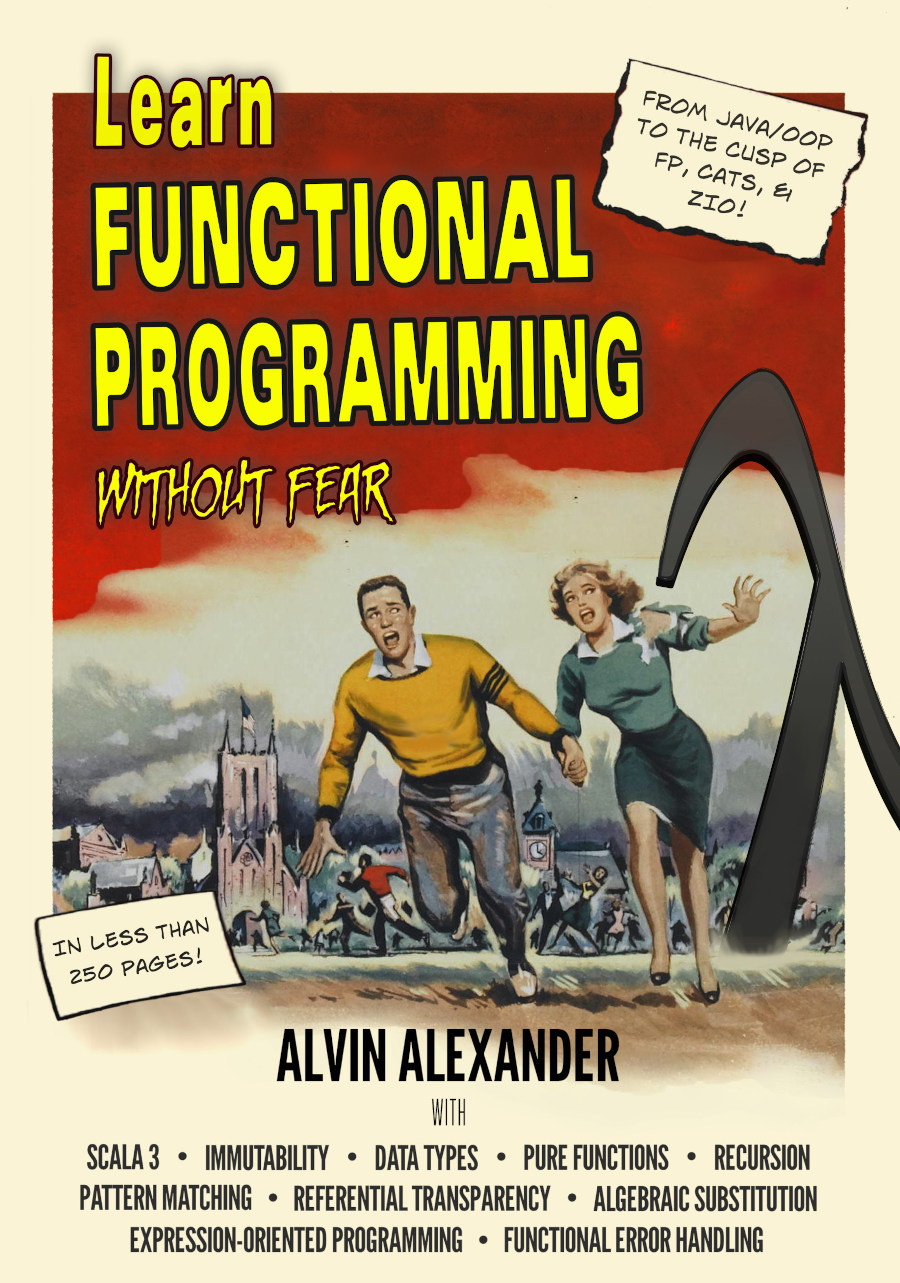 Learn
FUNCTIONAL
PROGRAMMING
WITHOUT FEAR
FROM JAVA/OOP
TO THE CUSP OF
FP, CATS, &
ZIO!
IN LESS THAN
250 PAGES!
ALVIN ALEXANDER
WITH
SCALA 3 • IMMUTABILITY • DATA TYPES • PURE FUNCTIONS • RECURSION
PATTERN MATCHING • REFERENTIAL TRANSPARENCY • ALGEBRAIC SUBSTITUTION
EXPRESSION-ORIENTED PROGRAMMING • FUNCTIONAL ERROR HANDLING